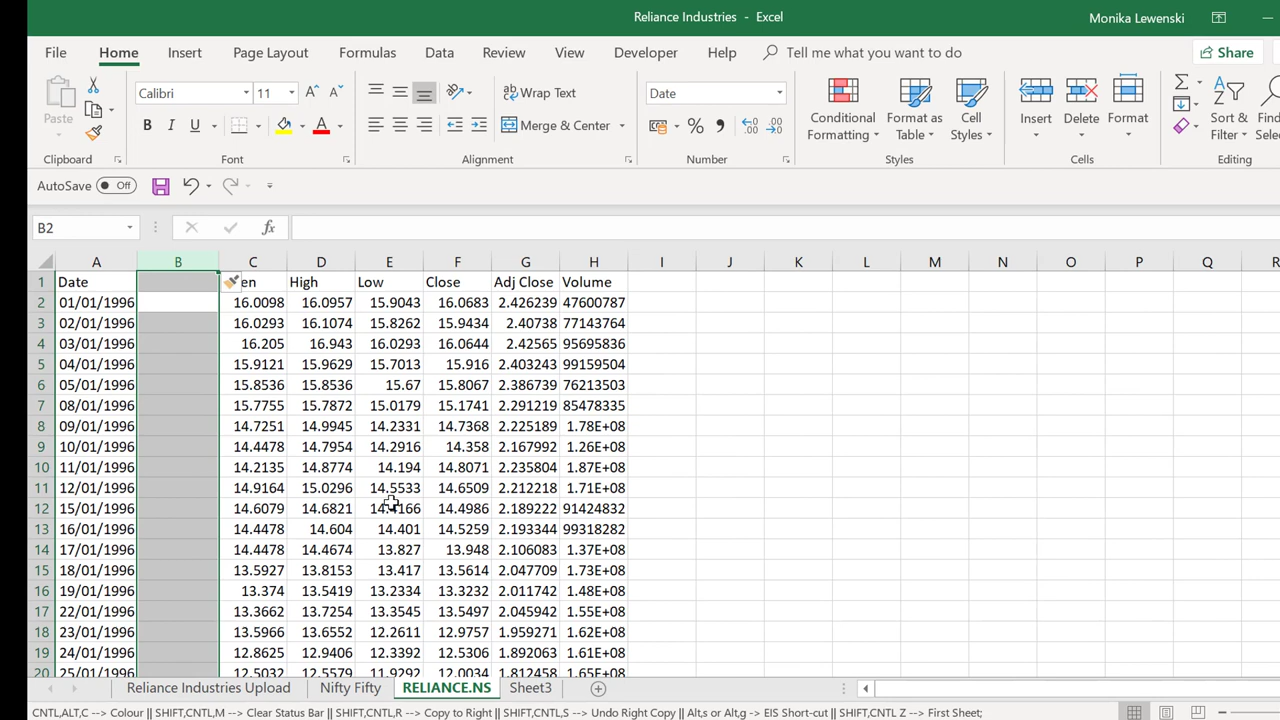 Reliance Industries - Excel
Monika Lewenski
File Home Insert Page Layout Formulas Data Review View Developer Help Tell me what you want to do Share
Paste
Calibri 11
Wrap Text
Merge & Center
Date
Conditional Formatting
Format as Table
Cell Styles
Insert
Delete
Format
Sort & Filter
Clipboard Font Alignment Number Styles Cells Editing
AutoSave Off
B2
fx
A B C D E F G H I J K L M N O P Q R
1 Date en High Low Close Adj Close Volume
2 01/01/1996 16.0098 16.0957 15.9043 16.0683 2.426239 47600787
3 02/01/1996 16.0293 16.1074 15.8262 15.9434 2.40738 77143764
4 03/01/1996 16.205 16.943 16.0293 16.0644 2.42565 95695836
5 04/01/1996 15.9121 15.9629 15.7013 15.916 2.403243 99159504
6 05/01/1996 15.8536 15.8536 15.67 15.8067 2.386739 76213503
7 08/01/1996 15.7755 15.7872 15.0179 15.1741 2.291219 85478335
8 09/01/1996 14.7251 14.9945 14.2331 14.7368 2.225189 1.78E+08
9 10/01/1996 14.4478 14.7954 14.2916 14.358 2.167992 1.26E+08
10 11/01/1996 14.2135 14.8774 14.194 14.8071 2.235804 1.87E+08
11 12/01/1996 14.9164 15.0296 14.5533 14.6509 2.212218 1.71E+08
12 15/01/1996 14.6079 14.6821 14.4166 14.4986 2.189222 91424832
13 16/01/1996 14.4478 14.604 14.401 14.5259 2.193344 99318282
14 17/01/1996 14.4478 14.4674 13.827 13.948 2.106083 1.37E+08
15 18/01/1996 13.5927 13.8153 13.417 13.5614 2.047709 1.73E+08
16 19/01/1996 13.374 13.5419 13.2334 13.3232 2.011742 1.48E+08
17 22/01/1996 13.3662 13.7254 13.3545 13.5497 2.045942 1.55E+08
18 23/01/1996 13.5966 13.6552 12.2611 12.9757 1.959271 1.62E+08
19 24/01/1996 12.8625 12.9406 12.3392 12.5306 1.892063 1.61E+08
20 25/01/1996 12.5032 12.5579 11.9292 12.0034 1.812458 1.65E+08
Reliance Industries Upload Nifty Fifty RELIANCE.NS Sheet3
CNTL,ALT,C --> Colour || SHIFT,CNTL,M --> Clear Status Bar || SHIFT,CNTL,R --> Copy to Right || SHIFT,CNTL,S --> Undo Right Copy || Alt,s or Alt,g -> EIS Short-cut || SHIFT,CNTL Z --> First Sheet;